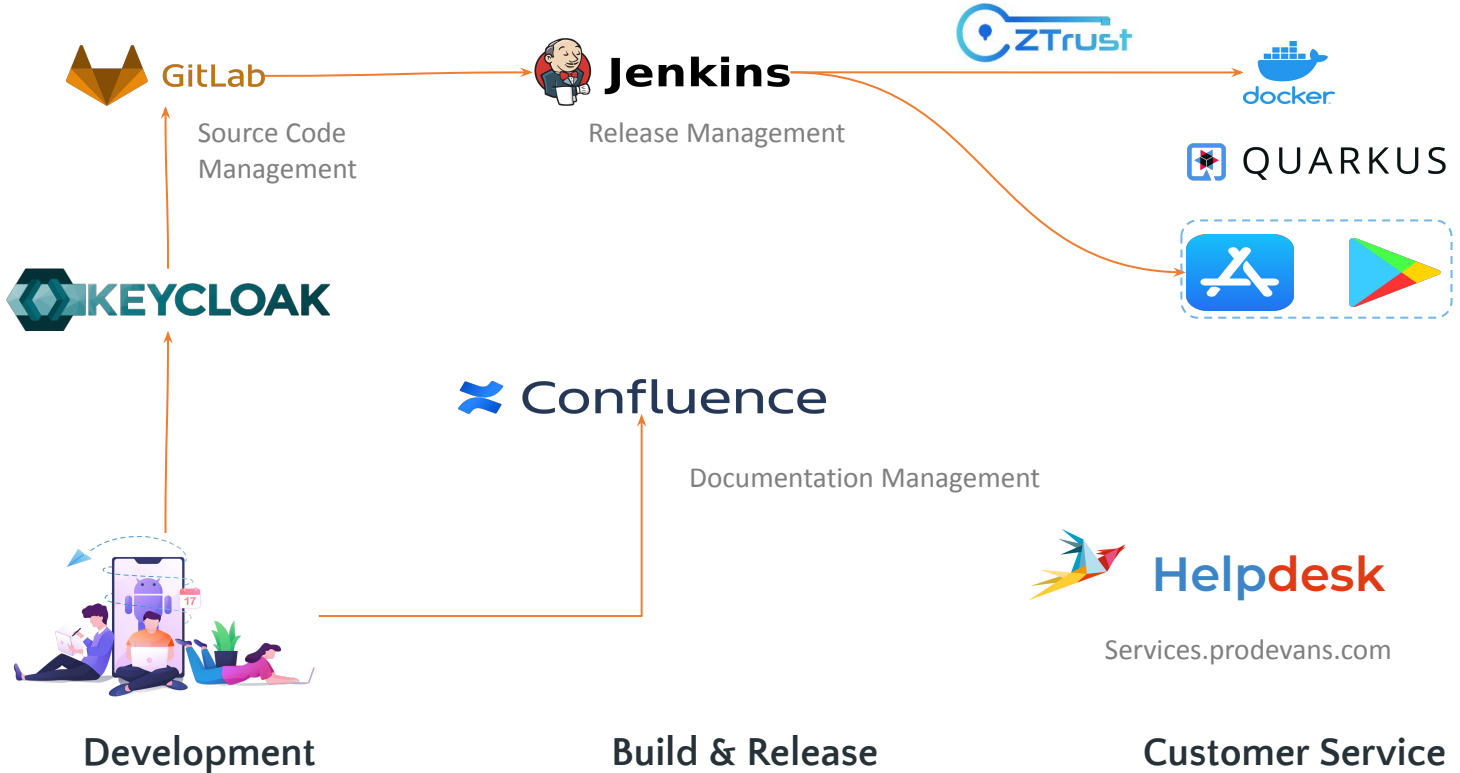 CZTrust
GitLab
Jenkins
docker
Source Code
Management
Release Management
QUARKUS
KEYCLOAK
Confluence
Documentation Management
17
Helpdesk
Services.prodevans.com
Development
Build & Release
Customer Service